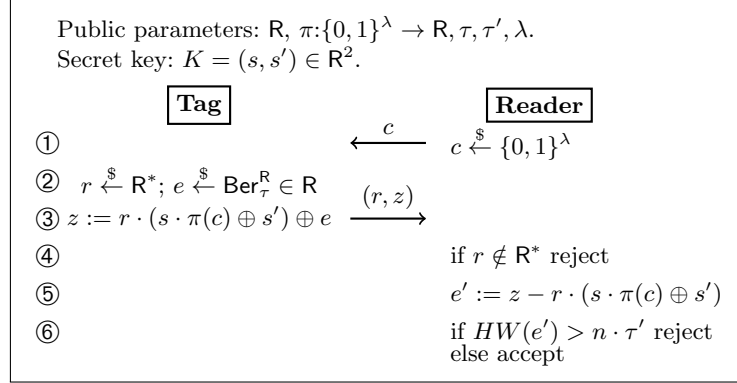 Public parameters: R, π:{0, 1}^λ → R, τ, τ′, λ.
Secret key: K = (s, s′) ∈ R².
Tag Reader
① c c ←$ {0, 1}^λ
② r ←$ R*; e ←$ Ber_τ^R ∈ R
③ z := r · (s · π(c) ⊕ s′) ⊕ e (r, z)
④ if r ∉ R* reject
⑤ e′ := z − r · (s · π(c) ⊕ s′)
⑥ if HW(e′) > n · τ′ reject
else accept